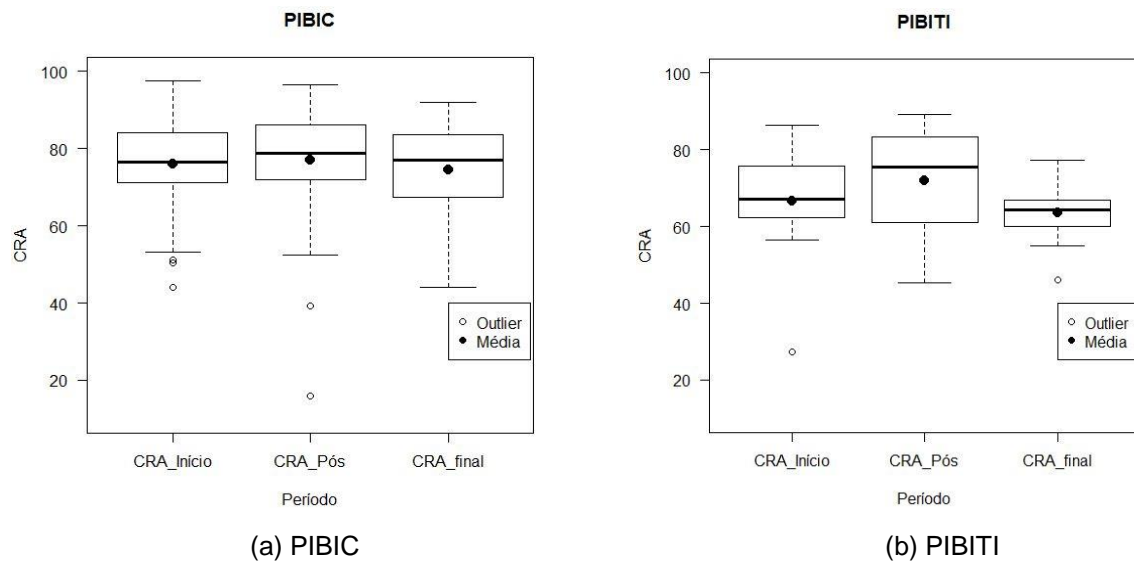 PIBIC
CRA
100
80
60
40
20
Outlier
Média
CRA_Início
CRA_Pós
CRA_final
Período
(a) PIBIC
PIBITI
CRA
100
80
60
40
20
Outlier
Média
CRA_Início
CRA_Pós
CRA_final
Período
(b) PIBITI